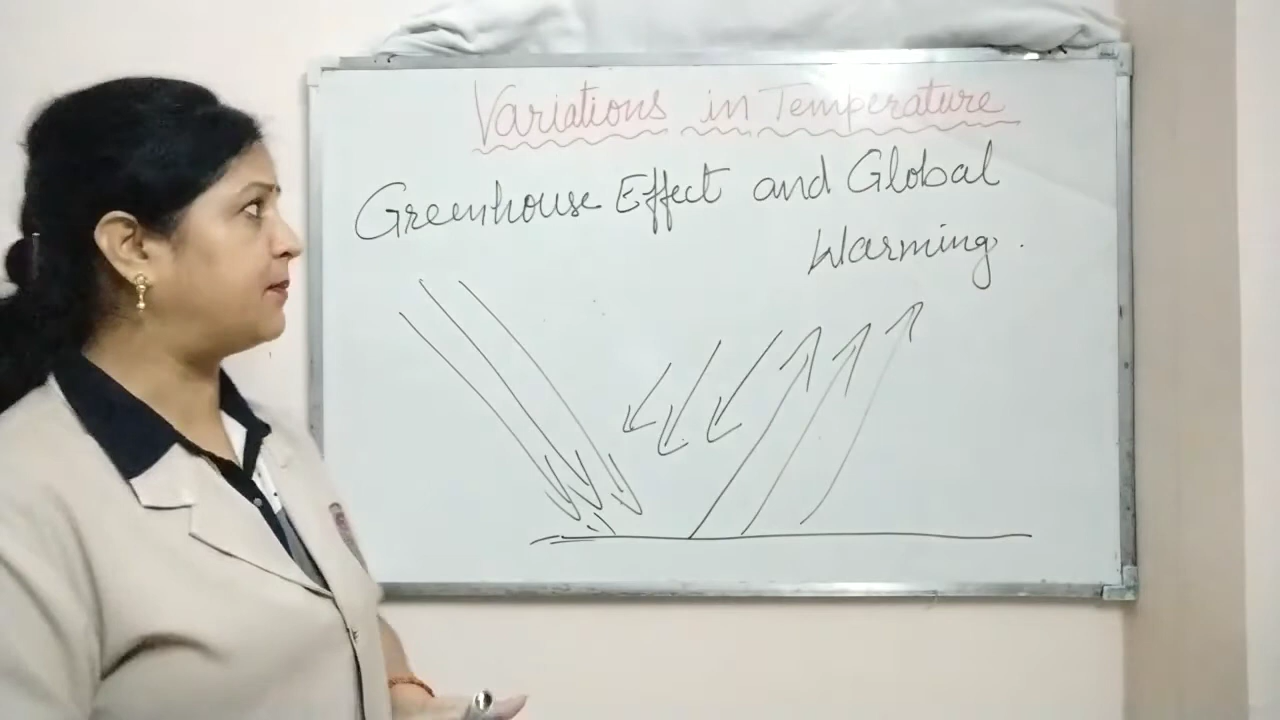 Variations in Temperature
Greenhouse Effect and Global
Warming.